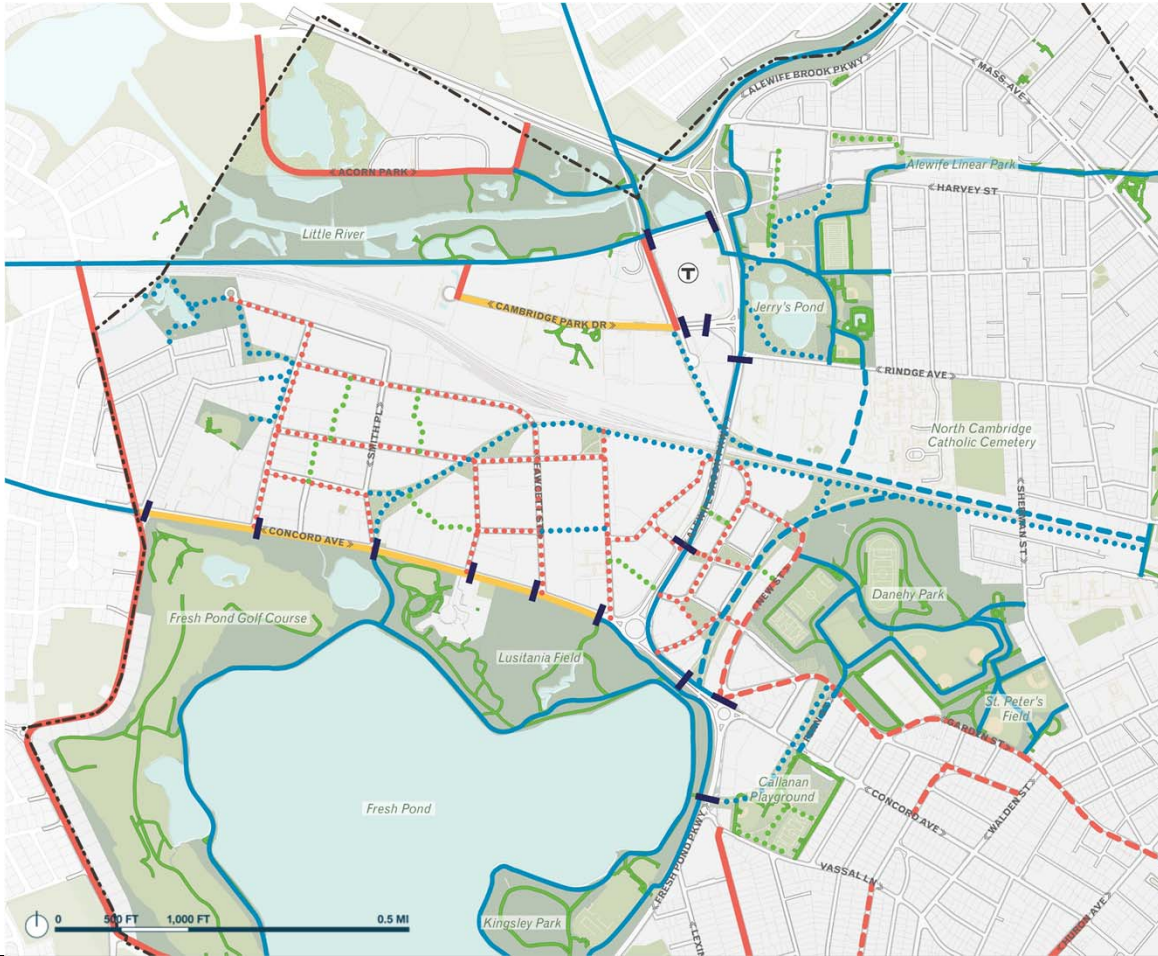 ALEWIFE BROOK PKWY
MASS AVE
Alewife Linear Park
HARVEY ST
ACORN PARK
Little River
T
CAMBRIDGE PARK DR
Jerry's Pond
RINDGE AVE
North Cambridge
Catholic Cemetery
SMITH PL
FAWCETT ST
SHERMAN ST
CONCORD AVE
NEW ST
Danehy Park
Fresh Pond Golf Course
Lusitania Field
St. Peter's
Field
GARDEN ST
Callanan
Playground
CONCORD AVE
WALDEN ST
Fresh Pond
FRESH POND PKWY
VASSAL LN
HURON AVE
Kingsley Park
0 500 FT 1,000 FT 0.5 MI